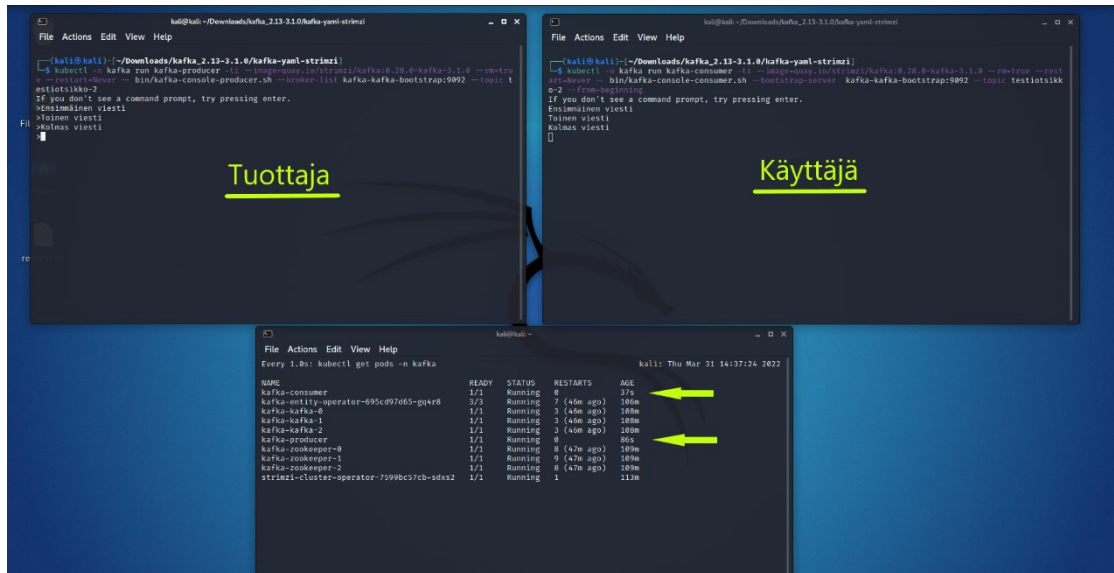 kali@kali: ~/Downloads/kafka_2.13-3.1.0/kafka-yaml-strimzi
File Actions Edit View Help
(kali㉿kali)-[~/Downloads/kafka_2.13-3.1.0/kafka-yaml-strimzi]
$ kubectl -n kafka run kafka-producer -ti --image=quay.io/strimzi/kafka:0.28.0-kafka-3.1.0 --rm=tru
e --restart=Never -- bin/kafka-console-producer.sh --broker-list kafka-kafka-bootstrap:9092 --topic t
estiotsikko-2
If you don't see a command prompt, try pressing enter.
>Ensimmäinen viesti
>Toinen viesti
>Kolmas viesti
>
Tuottaja
kali@kali: ~/Downloads/kafka_2.13-3.1.0/kafka-yaml-strimzi
File Actions Edit View Help
(kali㉿kali)-[~/Downloads/kafka_2.13-3.1.0/kafka-yaml-strimzi]
$ kubectl -n kafka run kafka-consumer -ti --image=quay.io/strimzi/kafka:0.28.0-kafka-3.1.0 --rm=true --rest
art=Never -- bin/kafka-console-consumer.sh --bootstrap-server kafka-kafka-bootstrap:9092 --topic testiotsikk
o-2 --from-beginning
If you don't see a command prompt, try pressing enter.
Ensimmäinen viesti
Toinen viesti
Kolmas viesti
Käyttäjä
kali@kali: ~
File Actions Edit View Help
Every 1.0s: kubectl get pods -n kafka kali: Thu Mar 31 14:37:24 2022
NAME READY STATUS RESTARTS AGE
kafka-consumer 1/1 Running 0 37s
kafka-entity-operator-695cd97d65-gq4r8 3/3 Running 7 (46m ago) 106m
kafka-kafka-0 1/1 Running 3 (46m ago) 108m
kafka-kafka-1 1/1 Running 3 (46m ago) 108m
kafka-kafka-2 1/1 Running 3 (46m ago) 108m
kafka-producer 1/1 Running 0 86s
kafka-zookeeper-0 1/1 Running 8 (47m ago) 109m
kafka-zookeeper-1 1/1 Running 9 (47m ago) 109m
kafka-zookeeper-2 1/1 Running 8 (47m ago) 109m
strimzi-cluster-operator-7599bc57cb-sdxs2 1/1 Running 1 113m